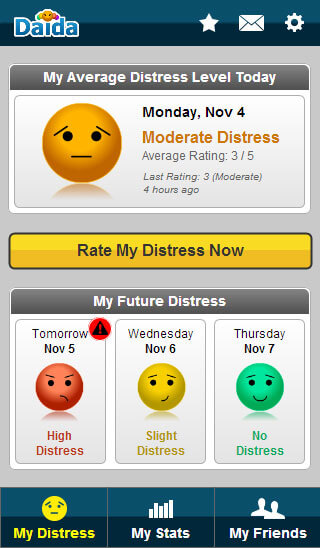 Daida
My Average Distress Level Today
Monday, Nov 4
Moderate Distress
Average Rating: 3 / 5
Last Rating: 3 (Moderate)
4 hours ago
Rate My Distress Now
My Future Distress
Tomorrow
Nov 5
High
Distress
Wednesday
Nov 6
Slight
Distress
Thursday
Nov 7
No
Distress
My Distress
My Stats
My Friends